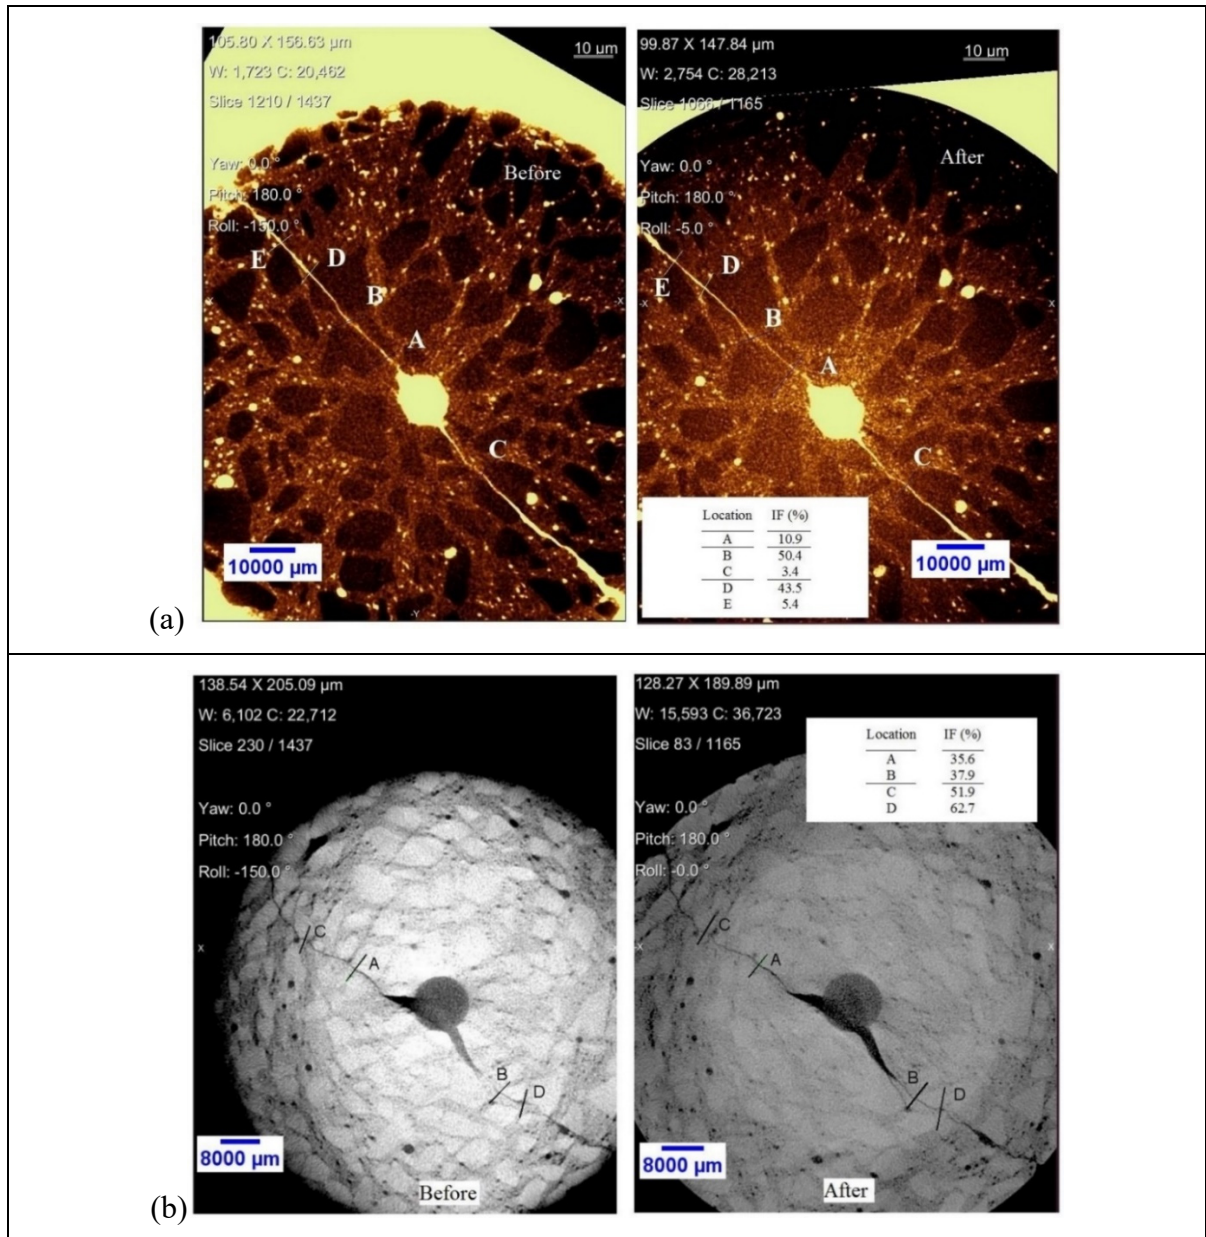 105.80 X 156.63 µm
10 µm
W: 1,723 C: 20,462
Slice 1210 / 1437
Yaw: 0.0 °
Before
Pitch: 180.0 °
Roll: -150.0 °
E
D
B
A
C
-X
-Y
10000 µm
99.87 X 147.84 µm
10 µm
W: 2,754 C: 28,213
Slice 1066 / 1165
Yaw: 0.0 °
After
Pitch: 180.0 °
Roll: -5.0 °
D
E
-X
X
B
A
C
Location IF (%)
A 10.9
B 50.4
C 3.4
D 43.5
E 5.4
10000 µm
(a)
138.54 X 205.09 µm
W: 6,102 C: 22,712
Slice 230 / 1437
Yaw: 0.0 °
Pitch: 180.0 °
Roll: -150.0 °
C
X
A
B
D
8000 µm
Before
128.27 X 189.89 µm
W: 15,593 C: 36,723
Slice 83 / 1165
Location IF (%)
A 35.6
B 37.9
C 51.9
D 62.7
Yaw: 0.0 °
Pitch: 180.0 °
Roll: -0.0 °
C
-X
X
A
B
D
8000 µm
After
(b)